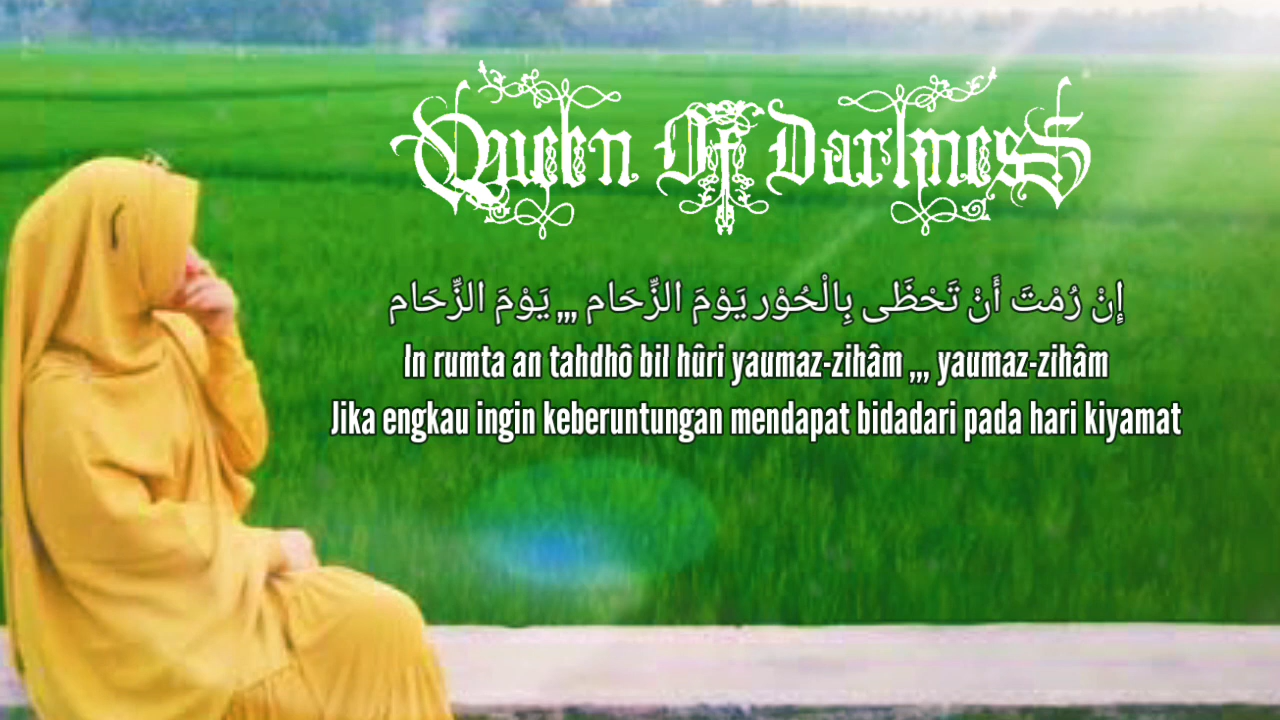 Queen Of Darkness
إِنْ رُمْتَ أَنْ تَحْظَى بِالْحُوْر يَوْمَ الزِّحَام ,,, يَوْمَ الزِّحَام
In rumta an tahdhô bil hûri yaumaz-zihâm ,,, yaumaz-zihâm
Jika engkau ingin keberuntungan mendapat bidadari pada hari kiyamat